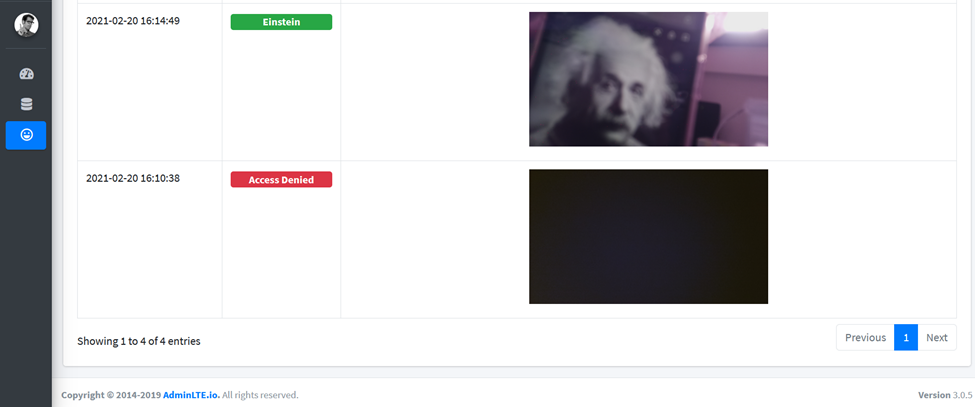 2021-02-20 16:14:49 Einstein
2021-02-20 16:10:38 Access Denied
Showing 1 to 4 of 4 entries
Previous 1 Next
Copyright © 2014-2019 AdminLTE.io. All rights reserved. Version 3.0.5